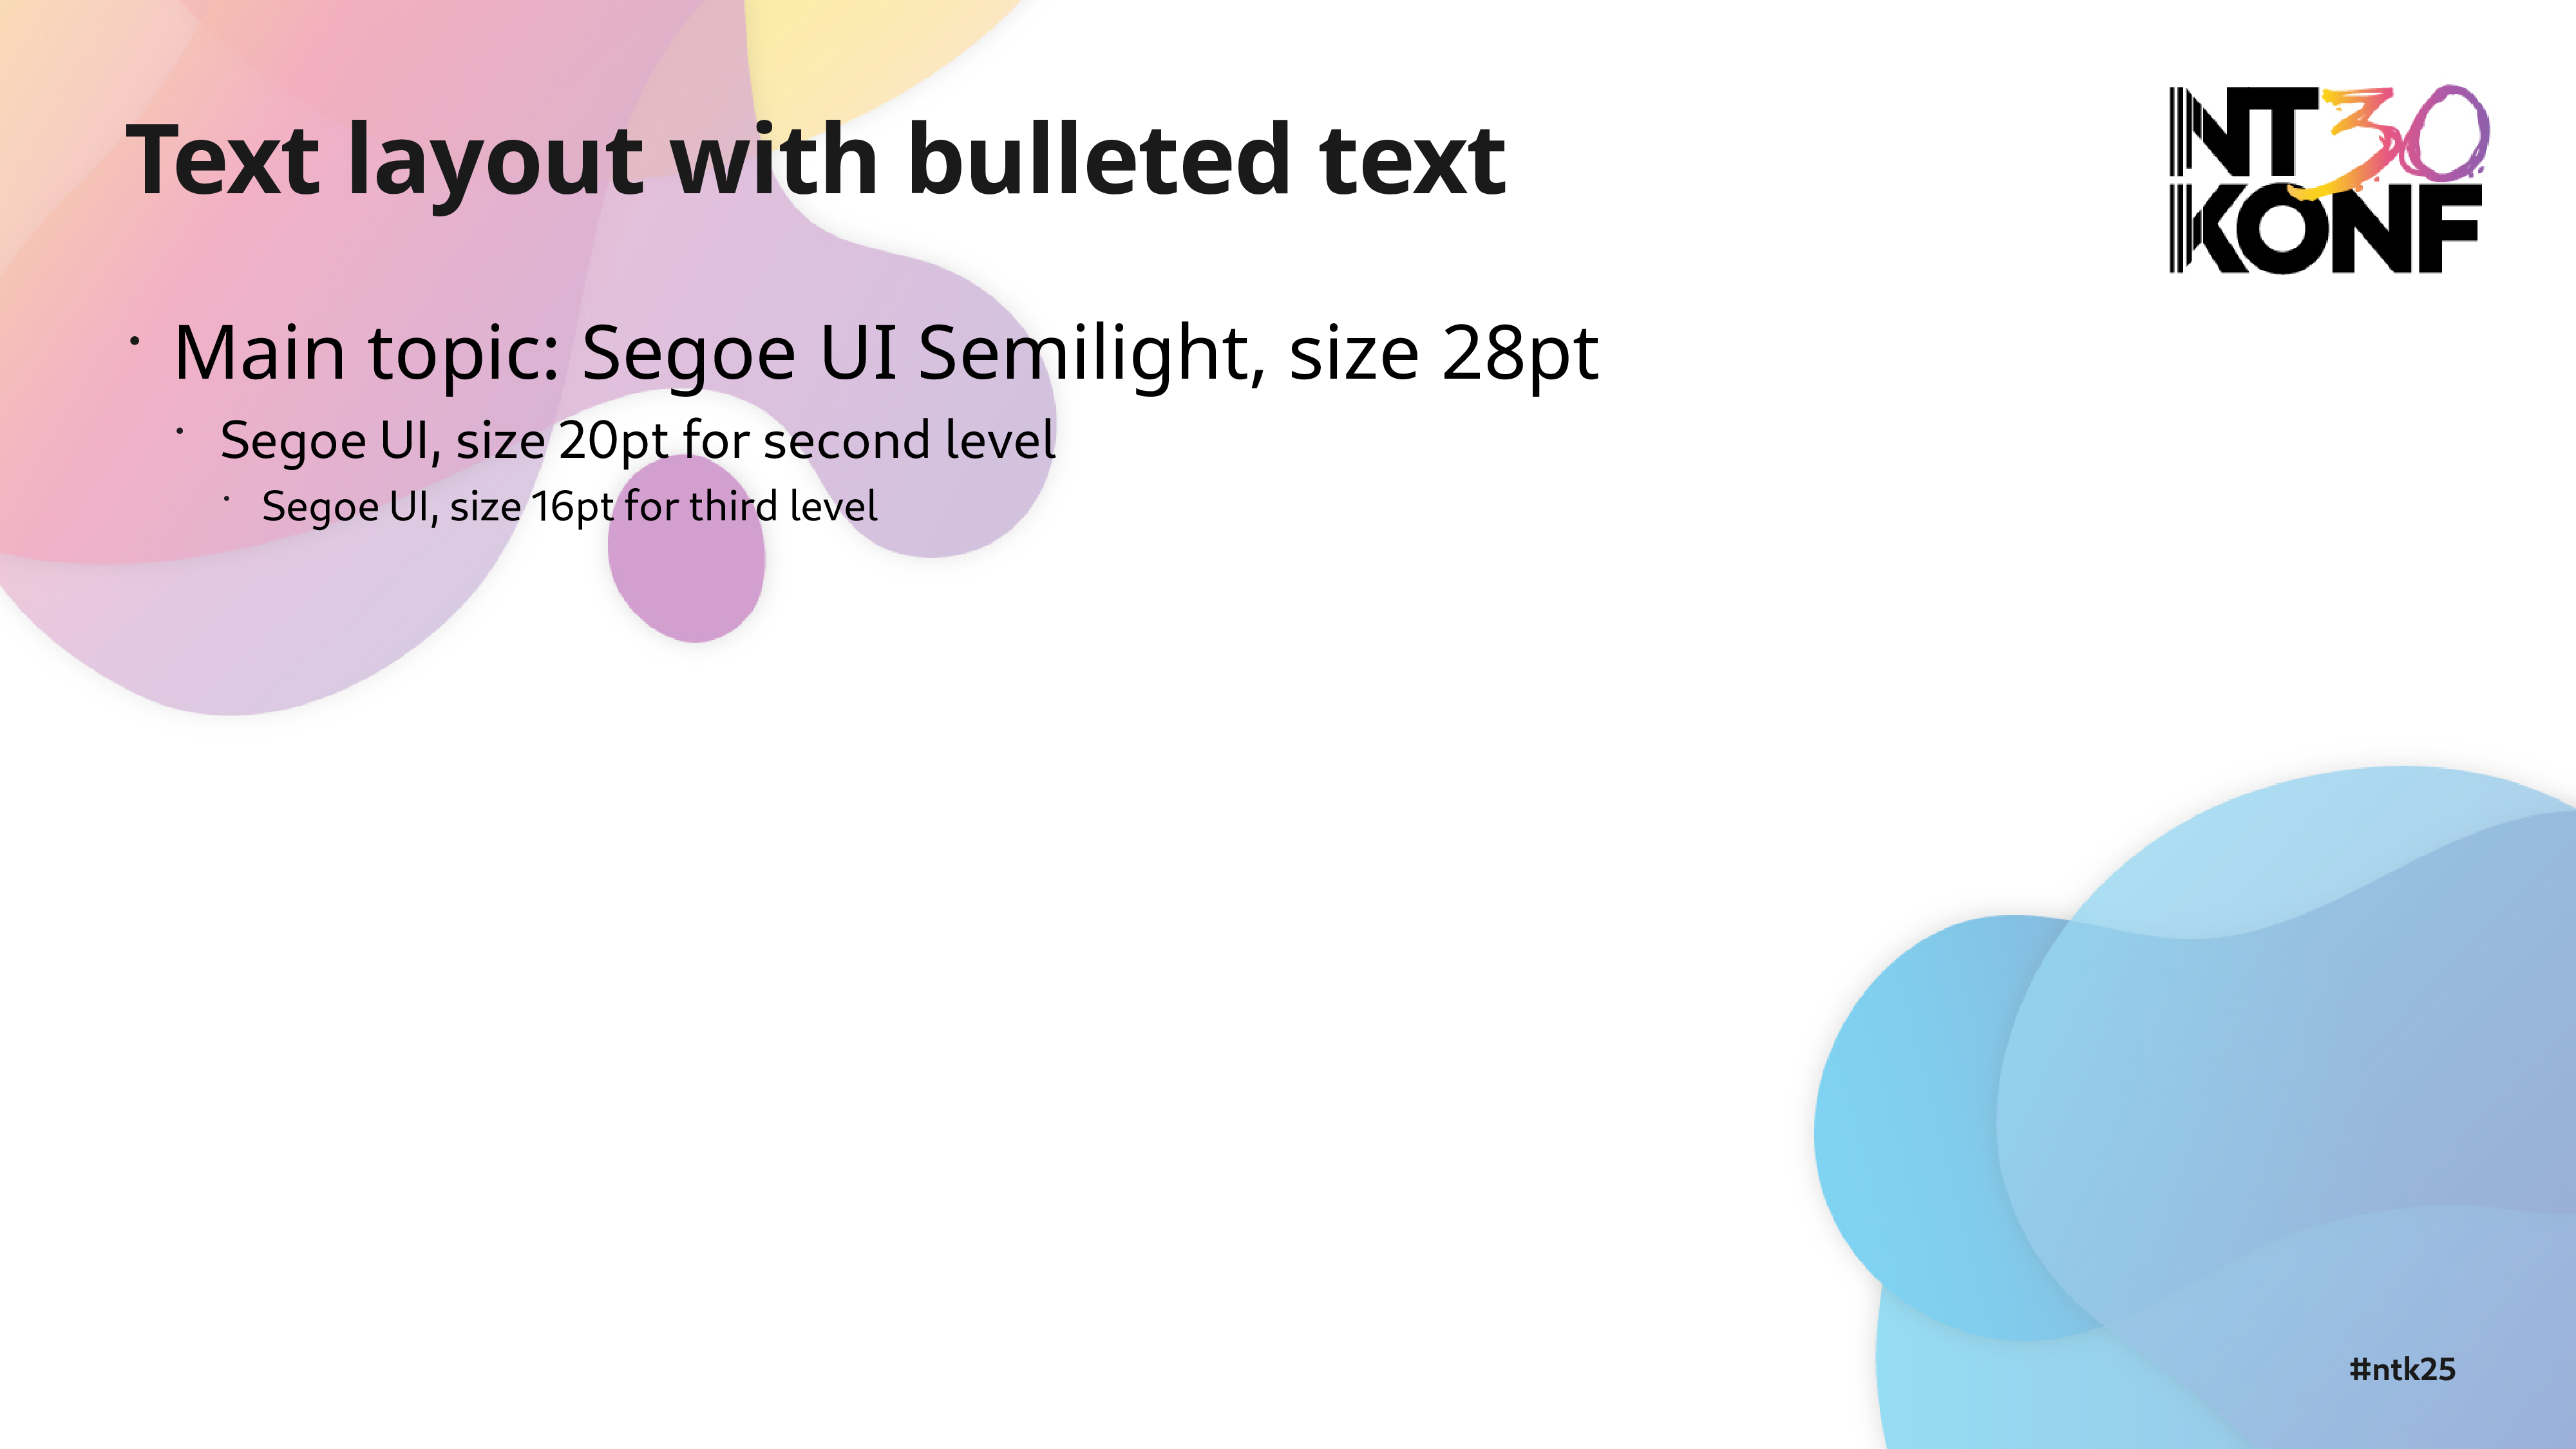 Text layout with bulleted text
NT30
KONF
• Main topic: Segoe UI Semilight, size 28pt
• Segoe UI, size 20pt for second level
• Segoe UI, size 16pt for third level
#ntk25